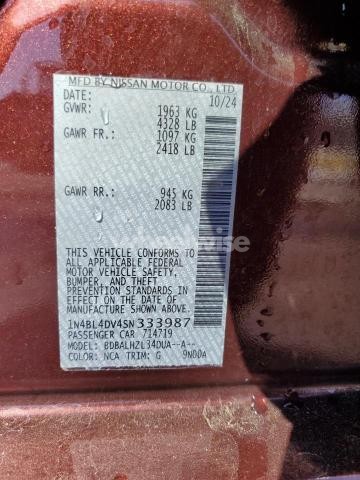 MFD BY NISSAN MOTOR CO., LTD.
DATE: 10/24
GVWR: 1963 KG
4328 LB
GAWR FR: 1097 KG
2418 LB
GAWR RR: 945 KG
2083 LB
THIS VEHICLE CONFORMS TO
ALL APPLICABLE FEDERAL
MOTOR VEHICLE SAFETY,
BUMPER, AND THEFT
PREVENTION STANDARDS IN
EFFECT ON THE DATE OF
MANUFACTURE SHOWN ABOVE.
1N4BL4DV4SN333987
PASSENGER CAR 714719
MODEL: BDBALHZL34DUA--A--
COLOR: NCA TRIM: G 9N00A